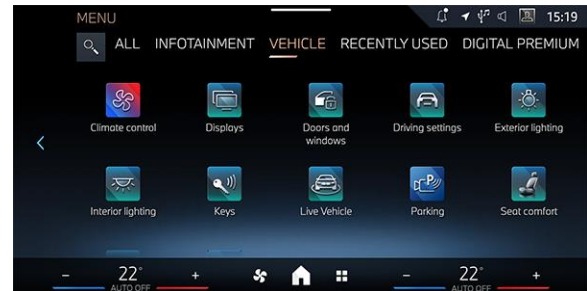 MENU
15:19
ALL INFOTAINMENT VEHICLE RECENTLY USED DIGITAL PREMIUM
Climate control
Displays
Doors and
windows
Driving settings
Exterior lighting
Interior lighting
Keys
Live Vehicle
Parking
Seat comfort
- 22° + - 22° +
AUTO OFF AUTO OFF